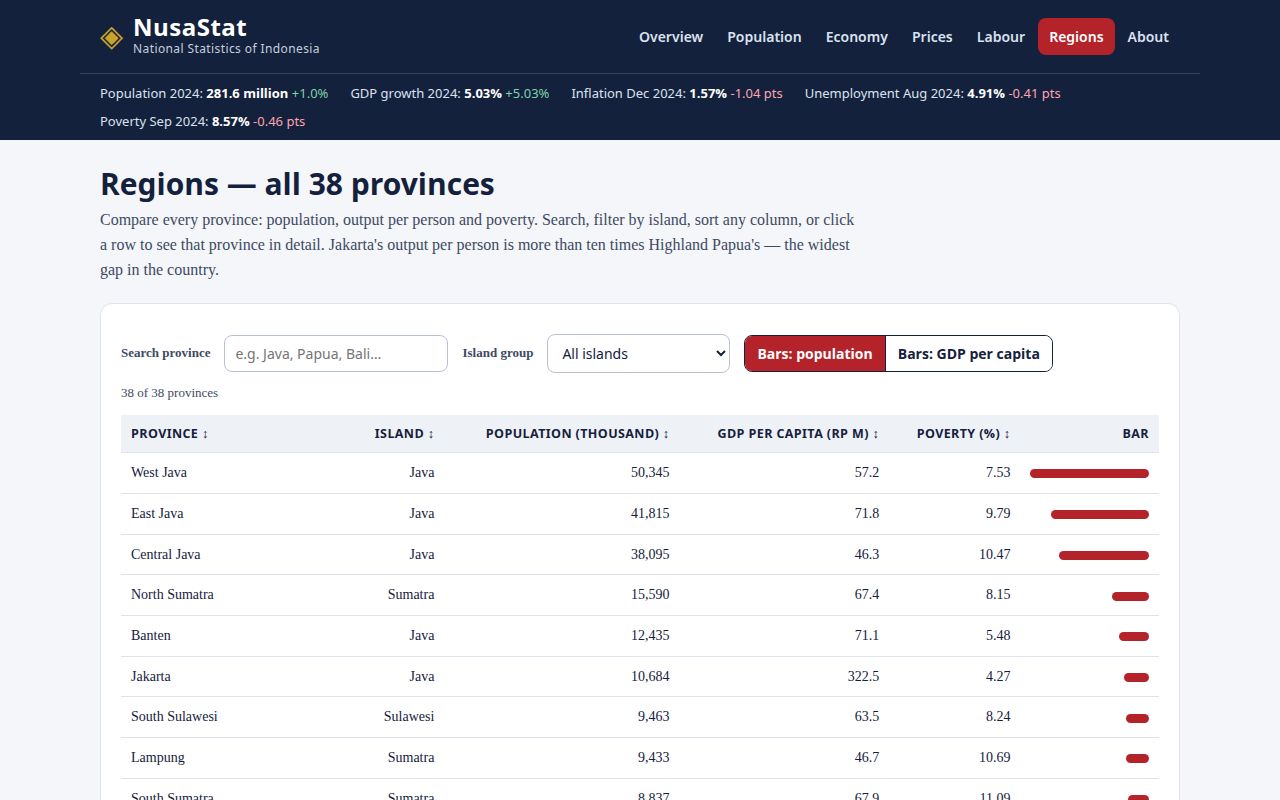 NusaStat
National Statistics of Indonesia
Overview Population Economy Prices Labour Regions About
Population 2024: 281.6 million +1.0% GDP growth 2024: 5.03% +5.03% Inflation Dec 2024: 1.57% -1.04 pts Unemployment Aug 2024: 4.91% -0.41 pts
Poverty Sep 2024: 8.57% -0.46 pts
Regions — all 38 provinces
Compare every province: population, output per person and poverty. Search, filter by island, sort any column, or click
a row to see that province in detail. Jakarta's output per person is more than ten times Highland Papua's — the widest
gap in the country.
Search province e.g. Java, Papua, Bali... Island group All islands Bars: population Bars: GDP per capita
38 of 38 provinces
PROVINCE ↕ ISLAND ↕ POPULATION (THOUSAND) ↕ GDP PER CAPITA (RP M) ↕ POVERTY (%) ↕ BAR
West Java Java 50,345 57.2 7.53
East Java Java 41,815 71.8 9.79
Central Java Java 38,095 46.3 10.47
North Sumatra Sumatra 15,590 67.4 8.15
Banten Java 12,435 71.1 5.48
Jakarta Java 10,684 322.5 4.27
South Sulawesi Sulawesi 9,463 63.5 8.24
Lampung Sumatra 9,433 46.7 10.69
South Sumatra Sumatra 8,837 67.9 11.09